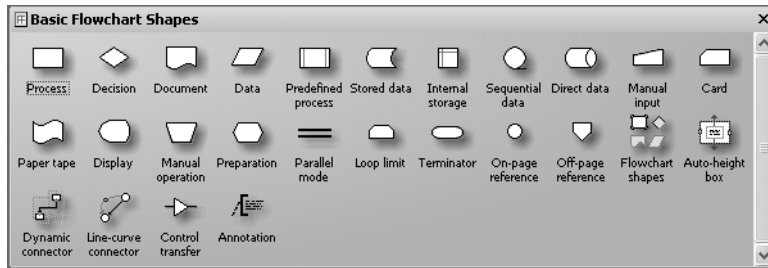 Basic Flowchart Shapes
Process Decision Document Data Predefined process Stored data Internal storage Sequential data Direct data Manual input Card
Paper tape Display Manual operation Preparation Parallel mode Loop limit Terminator On-page reference Off-page reference Flowchart shapes Auto-height box
Dynamic connector Line-curve connector Control transfer Annotation